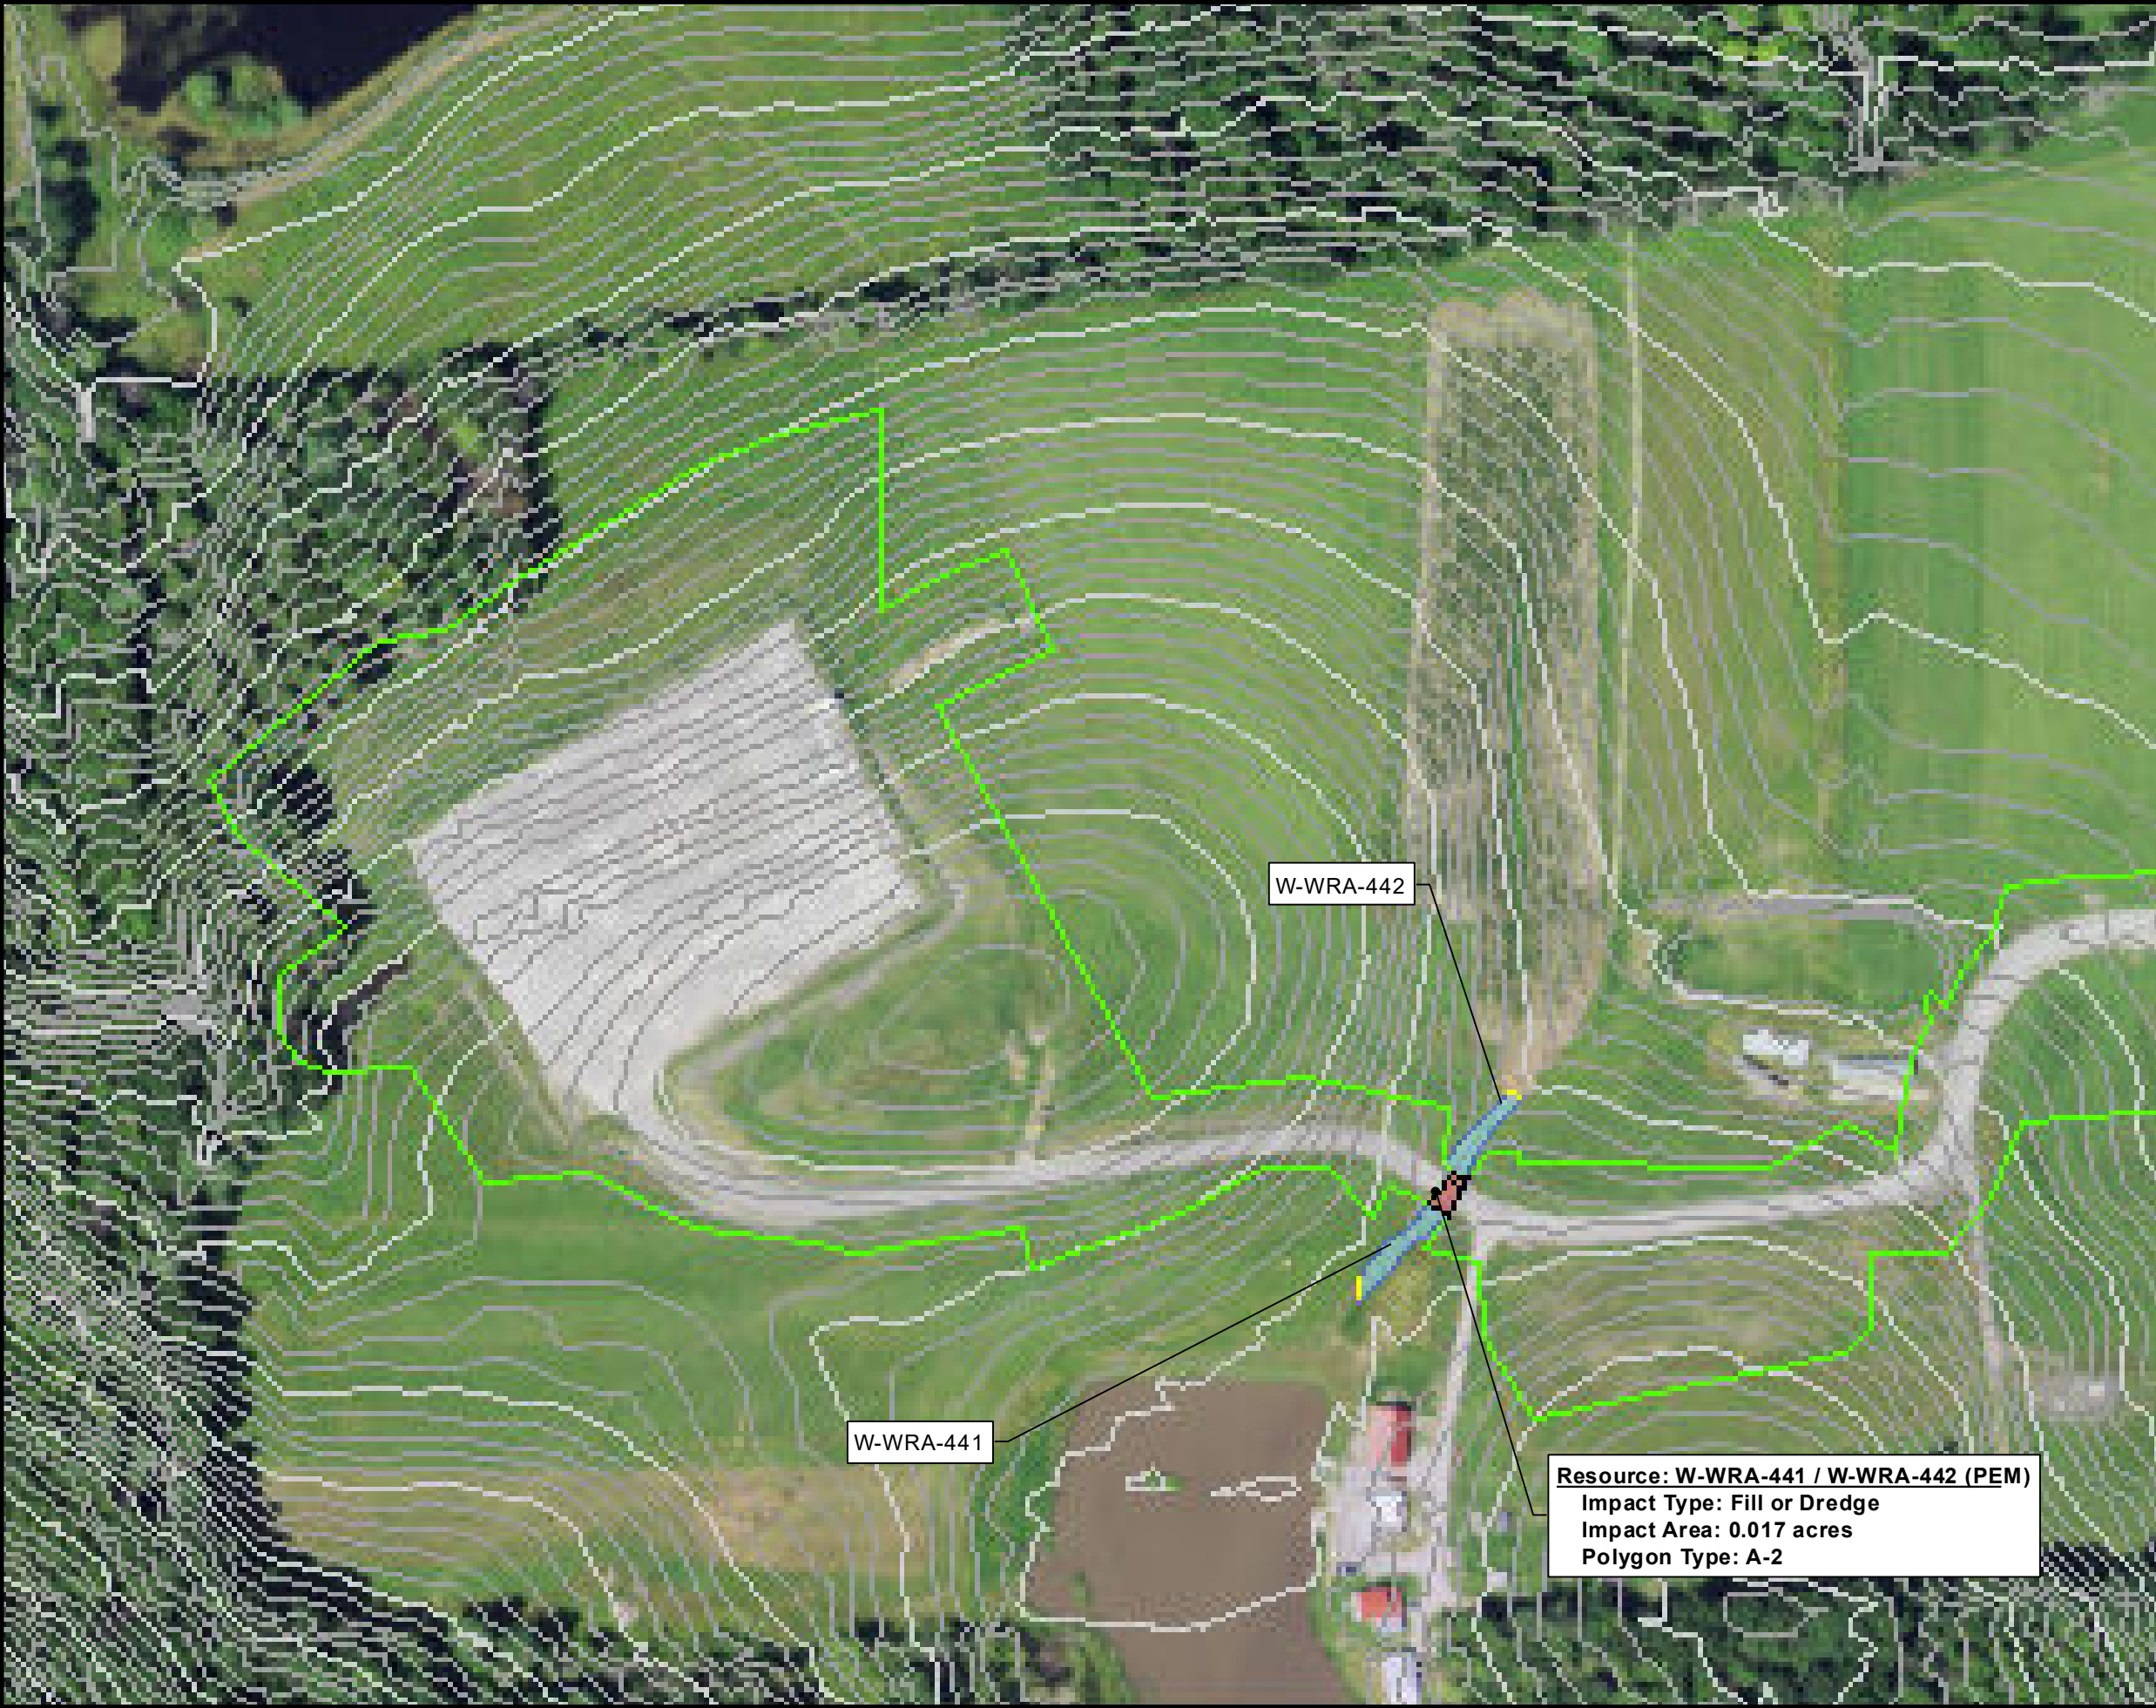 W-WRA-442
W-WRA-441
Resource: W-WRA-441 / W-WRA-442 (PEM)
Impact Type: Fill or Dredge
Impact Area: 0.017 acres
Polygon Type: A-2